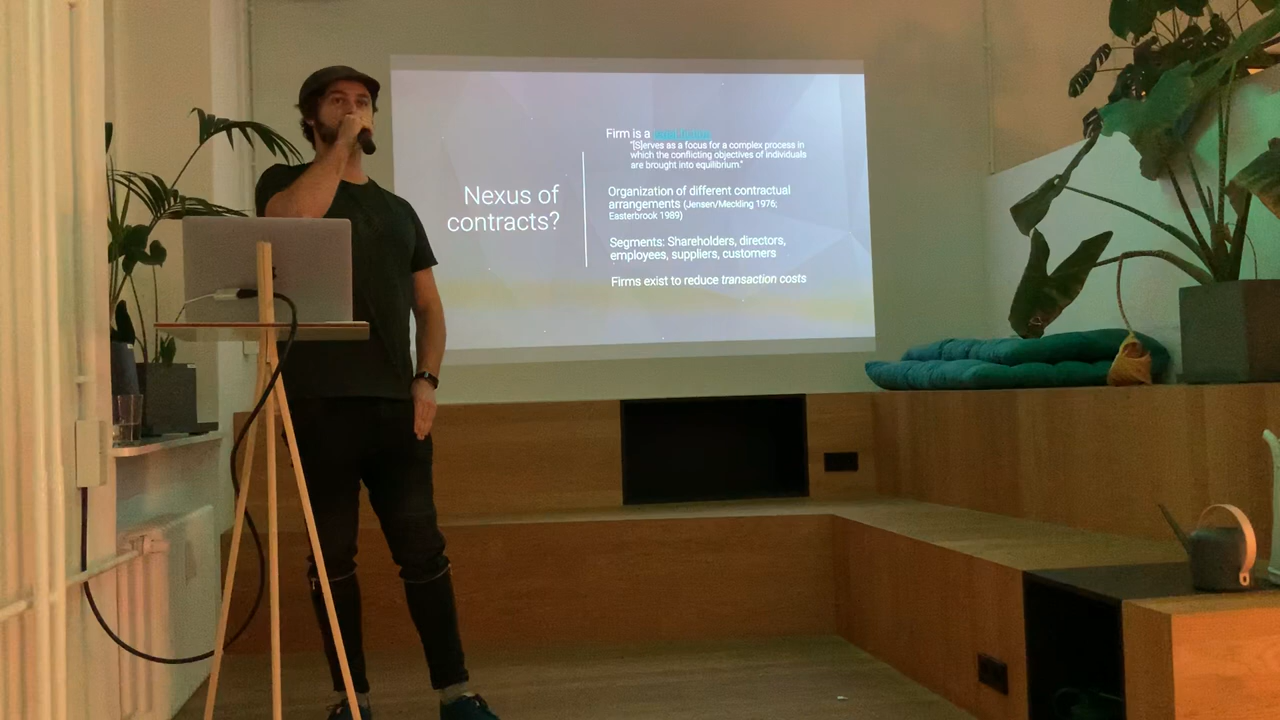 Nexus of
contracts?
Firm is a
"[S]erves as a focus for a complex process in
which the conflicting objectives of individuals
are brought into equilibrium."
Organization of different contractual
arrangements (Jensen/Meckling 1976;
Easterbrook 1989)
Segments: Shareholders, directors,
employees, suppliers, customers
Firms exist to reduce transaction costs